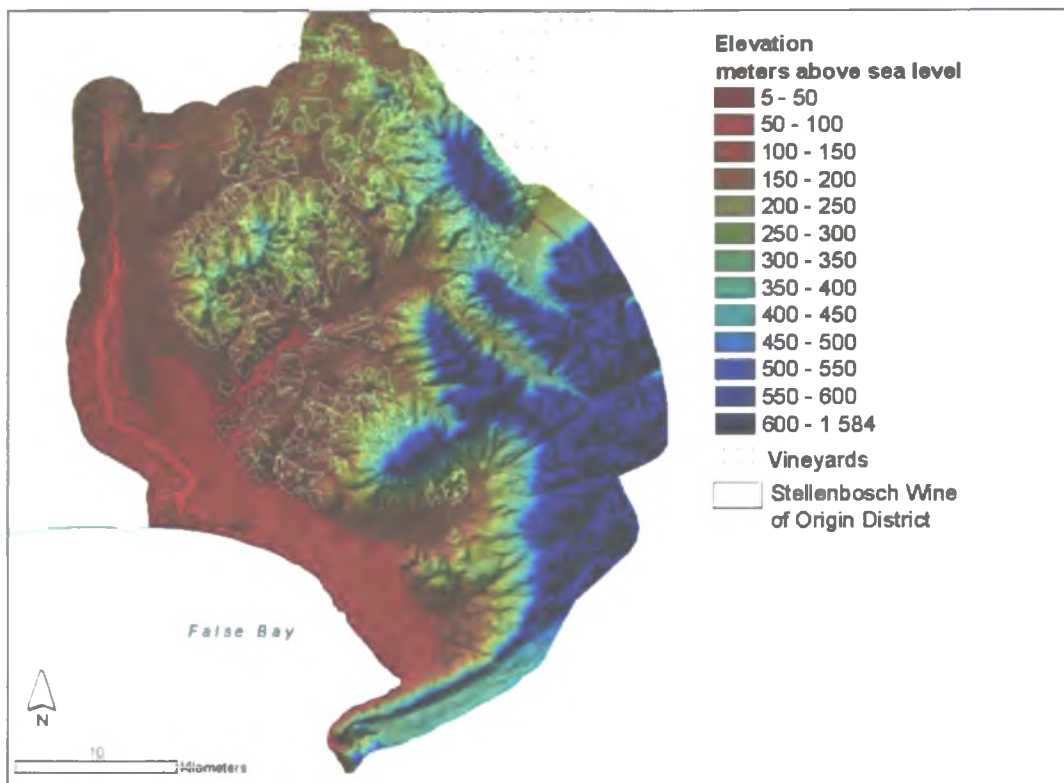 Elevation
meters above sea level
5 - 50
50 - 100
100 - 150
150 - 200
200 - 250
250 - 300
300 - 350
350 - 400
400 - 450
450 - 500
500 - 550
550 - 600
600 - 1 584
Vineyards
Stellenbosch Wine
of Origin District
False Bay
N
10
Kilometers